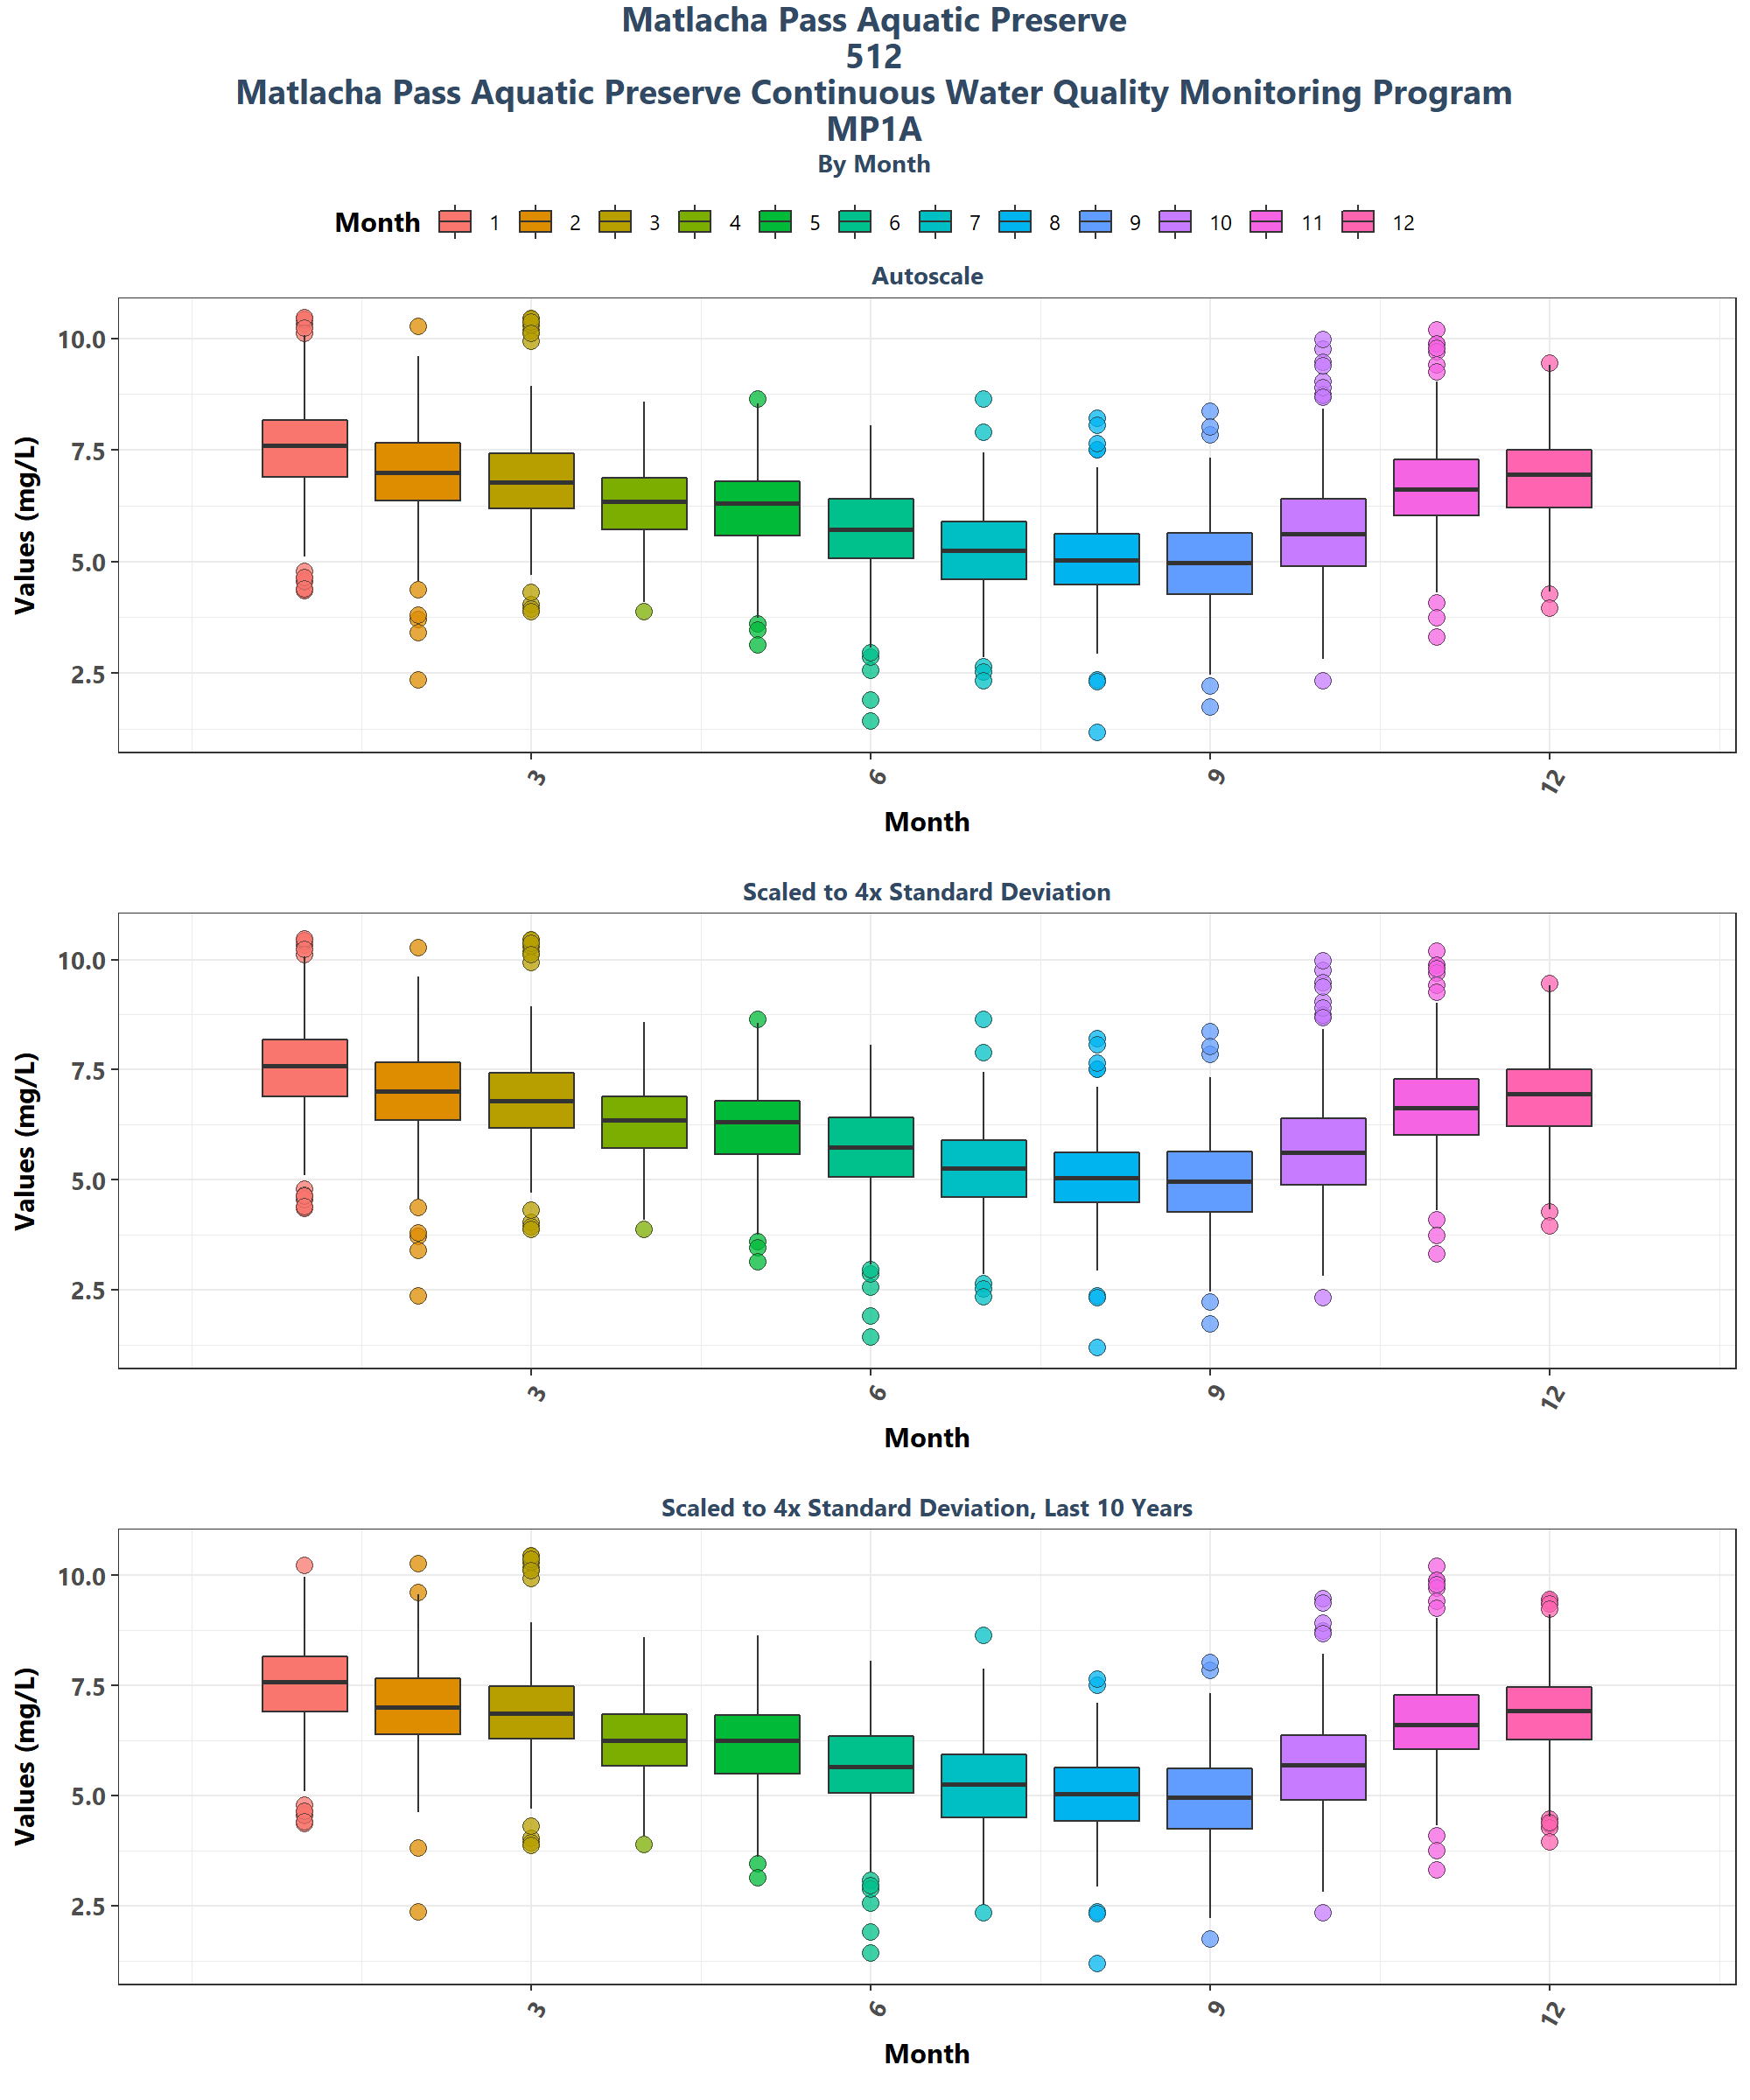 Matlacha Pass Aquatic Preserve
512
Matlacha Pass Aquatic Preserve Continuous Water Quality Monitoring Program
MP1A
By Month
Month 1 2 3 4 5 6 7 8 9 10 11 12
Autoscale
Values (mg/L)
10.0
7.5
5.0
2.5
3 6 9 12
Month
Scaled to 4x Standard Deviation
Values (mg/L)
10.0
7.5
5.0
2.5
3 6 9 12
Month
Scaled to 4x Standard Deviation, Last 10 Years
Values (mg/L)
10.0
7.5
5.0
2.5
3 6 9 12
Month